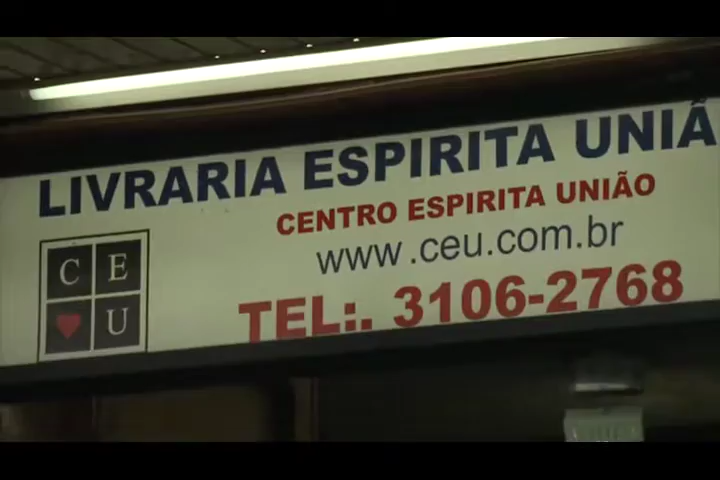 LIVRARIA ESPIRITA UNIÃ
CENTRO ESPIRITA UNIÃO
www.ceu.com.br
TEL:. 3106-2768
C E
U